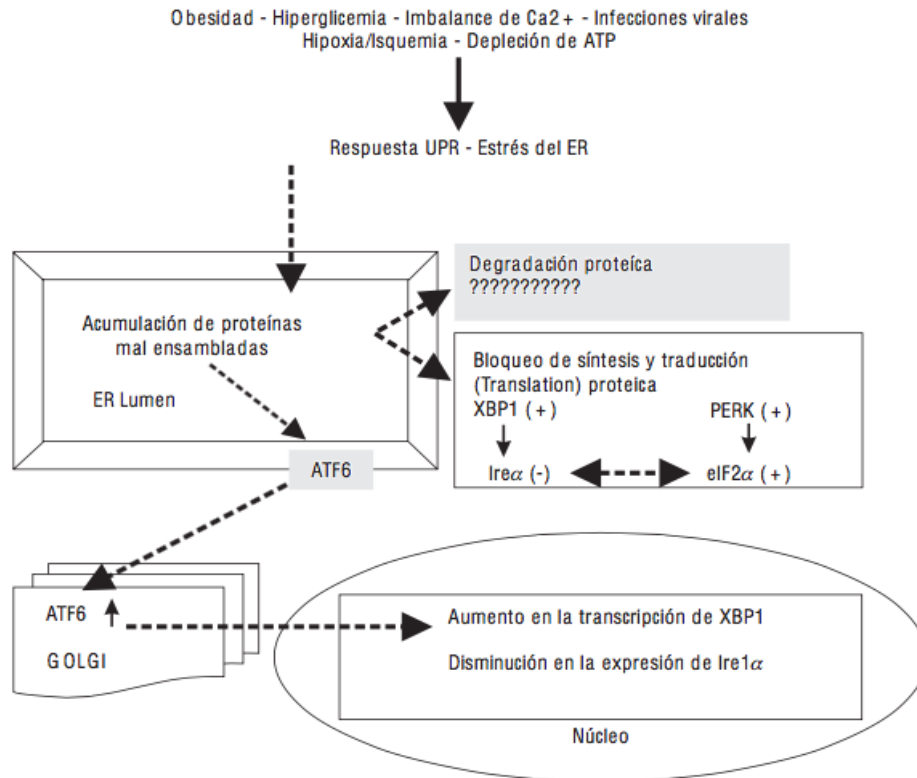 Obesidad - Hiperglicemia - Imbalance de Ca2+ - Infecciones virales
Hipoxia/Isquemia - Depleción de ATP
Respuesta UPR - Estrés del ER
Degradación proteíca
???????????
Acumulación de proteínas
mal ensambladas
ER Lumen
ATF6
Bloqueo de síntesis y traducción
(Translation) proteica
XBP1 (+) PERK (+)
Ireα (-) eIF2α (+)
ATF6
GOLGI
Aumento en la transcripción de XBP1
Disminución en la expresión de Ire1α
Núcleo